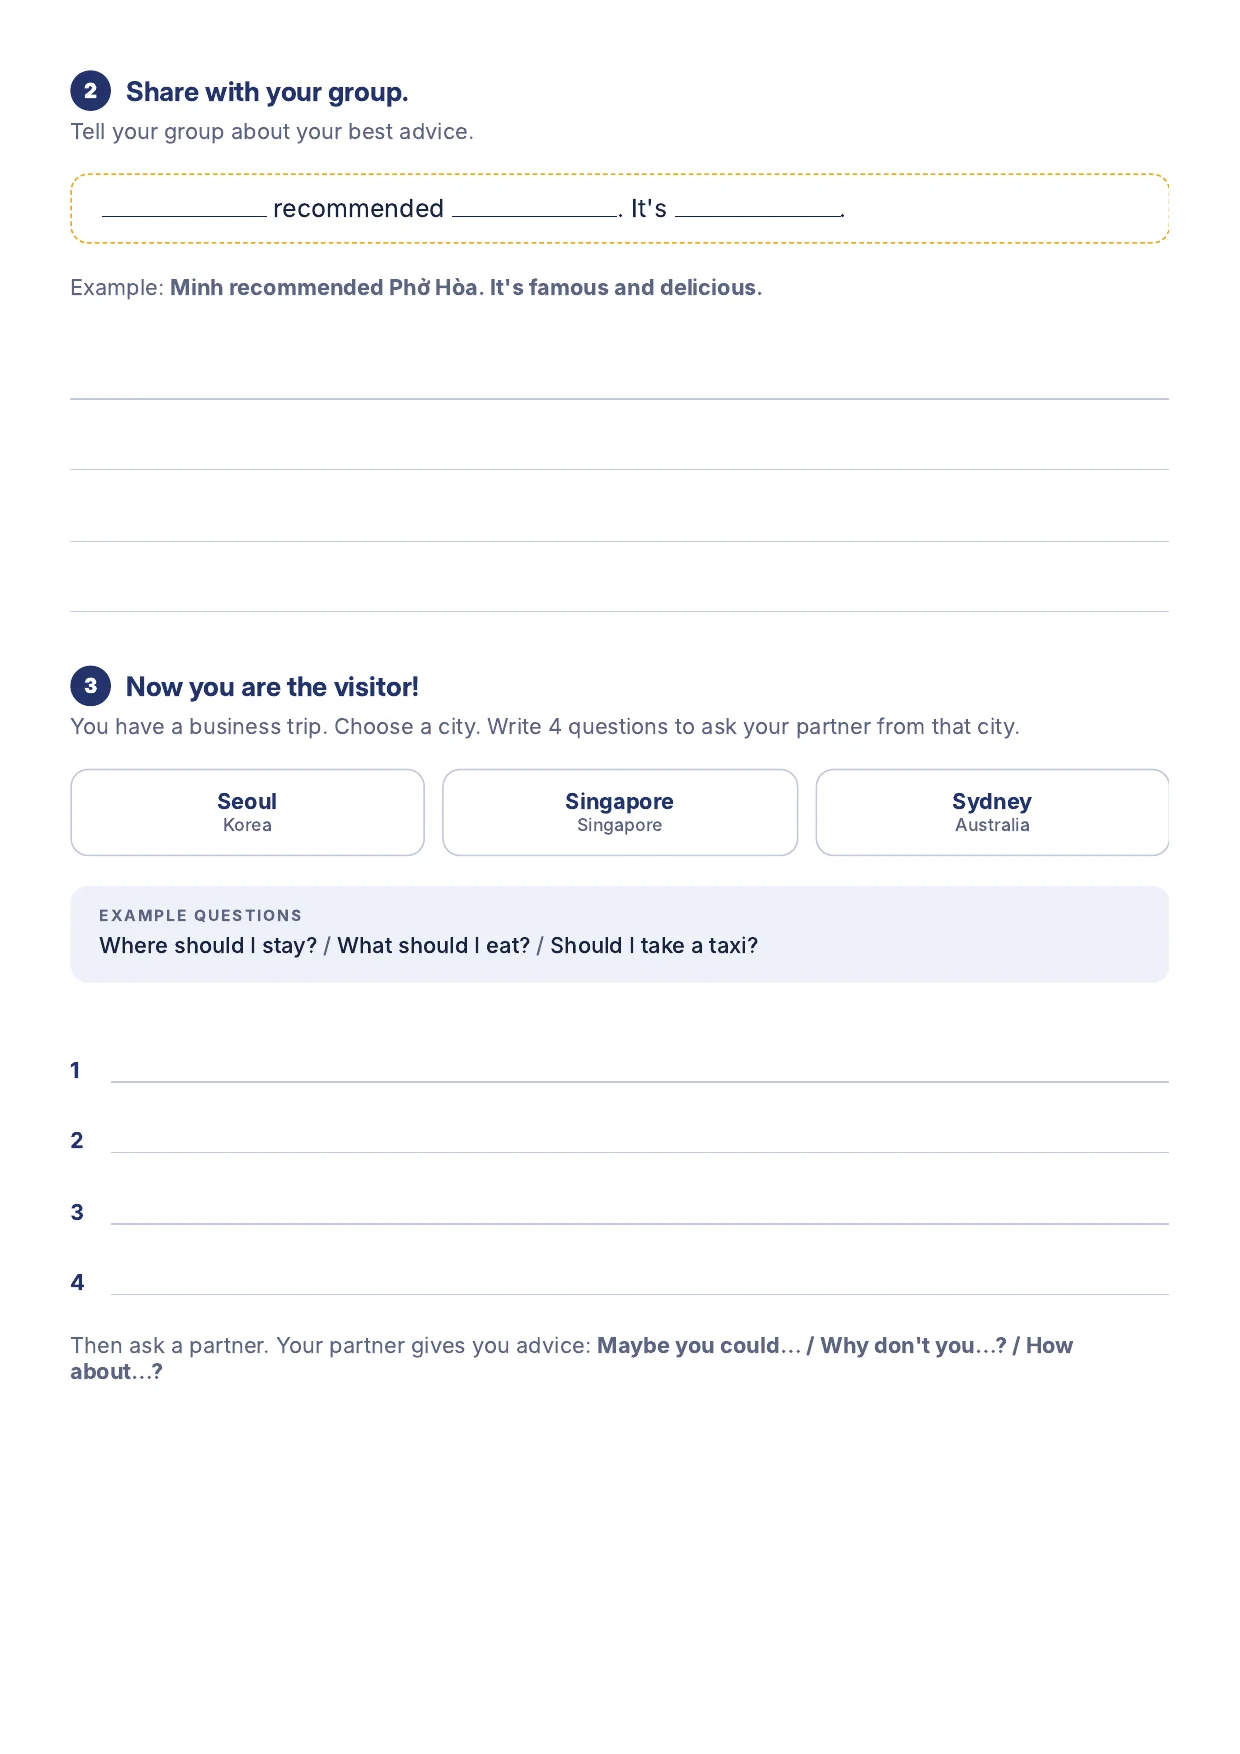 2 Share with your group.
Tell your group about your best advice.
____________ recommended ____________. It's ____________.
Example: Minh recommended Phở Hòa. It's famous and delicious.
3 Now you are the visitor!
You have a business trip. Choose a city. Write 4 questions to ask your partner from that city.
Seoul
Korea
Singapore
Singapore
Sydney
Australia
EXAMPLE QUESTIONS
Where should I stay? / What should I eat? / Should I take a taxi?
1
2
3
4
Then ask a partner. Your partner gives you advice: Maybe you could... / Why don't you...? / How
about...?